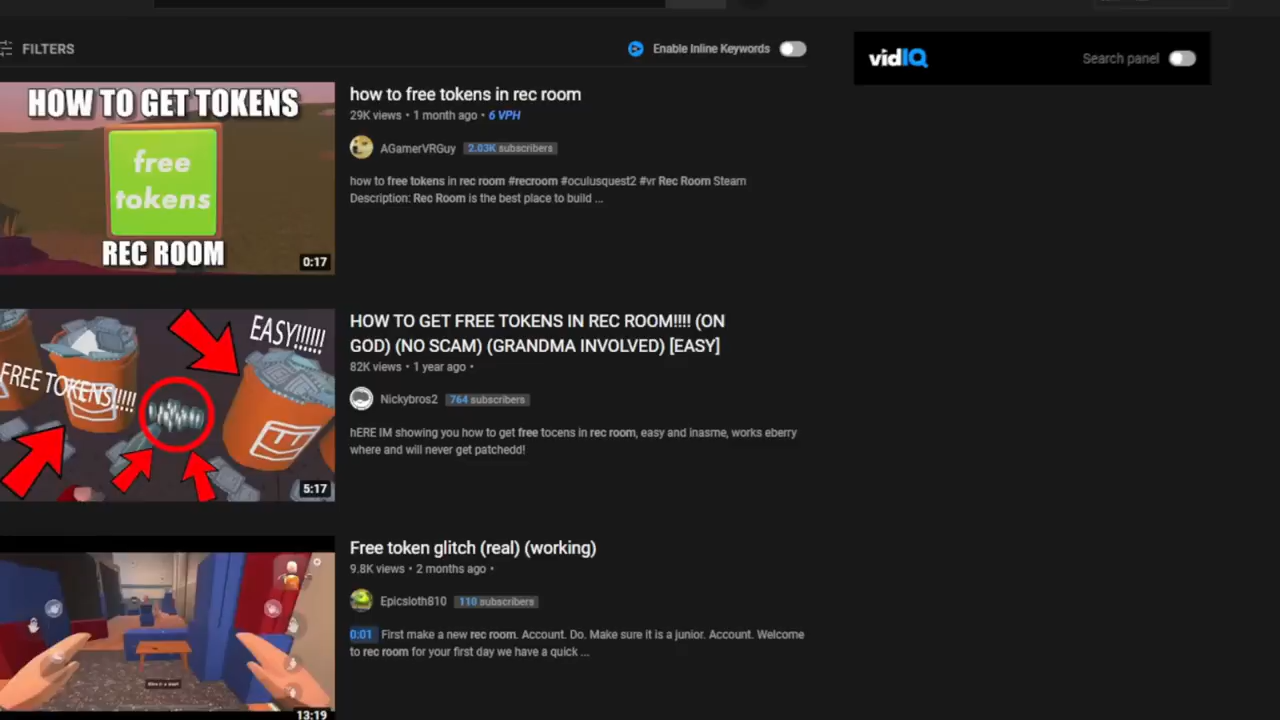 FILTERS
Enable Inline Keywords
vidIQ
Search panel
HOW TO GET TOKENS
free
tokens
REC ROOM
0:17
how to free tokens in rec room
29K views • 1 month ago • 6 VPH
AGamerVRGuy 2.03K subscribers
how to free tokens in rec room #recroom #oculusquest2 #vr Rec Room Steam
Description: Rec Room is the best place to build ...
EASY!!!!!!
FREE TOKENS!!!!
5:17
HOW TO GET FREE TOKENS IN REC ROOM!!!! (ON
GOD) (NO SCAM) (GRANDMA INVOLVED) [EASY]
82K views • 1 year ago •
Nickybros2 764 subscribers
hERE IM showing you how to get free tocens in rec room, easy and inasme, works eberry
where and will never get patchedd!
13:19
Free token glitch (real) (working)
9.8K views • 2 months ago •
Epicsloth810 110 subscribers
0:01 First make a new rec room. Account. Do. Make sure it is a junior. Account. Welcome
to rec room for your first day we have a quick ...